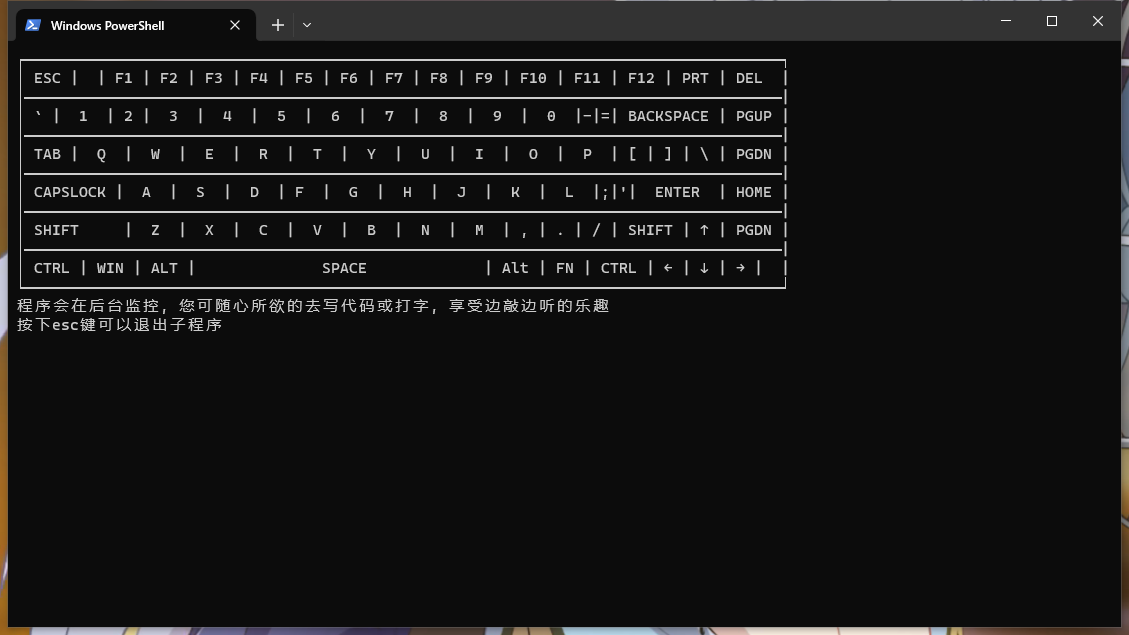 Windows PowerShell
ESC | | F1 | F2 | F3 | F4 | F5 | F6 | F7 | F8 | F9 | F10 | F11 | F12 | PRT | DEL |
` | 1 | 2 | 3 | 4 | 5 | 6 | 7 | 8 | 9 | 0 |-|=| BACKSPACE | PGUP |
TAB | Q | W | E | R | T | Y | U | I | O | P | [ | ] | \ | PGDN |
CAPSLOCK | A | S | D | F | G | H | J | K | L |;|'| ENTER | HOME |
SHIFT | Z | X | C | V | B | N | M | , | . | / | SHIFT | ↑ | PGDN |
CTRL | WIN | ALT | SPACE | Alt | FN | CTRL | ← | ↓ | → | |
程序会在后台监控，您可随心所欲的去写代码或打字，享受边敲边听的乐趣
按下esc键可以退出子程序